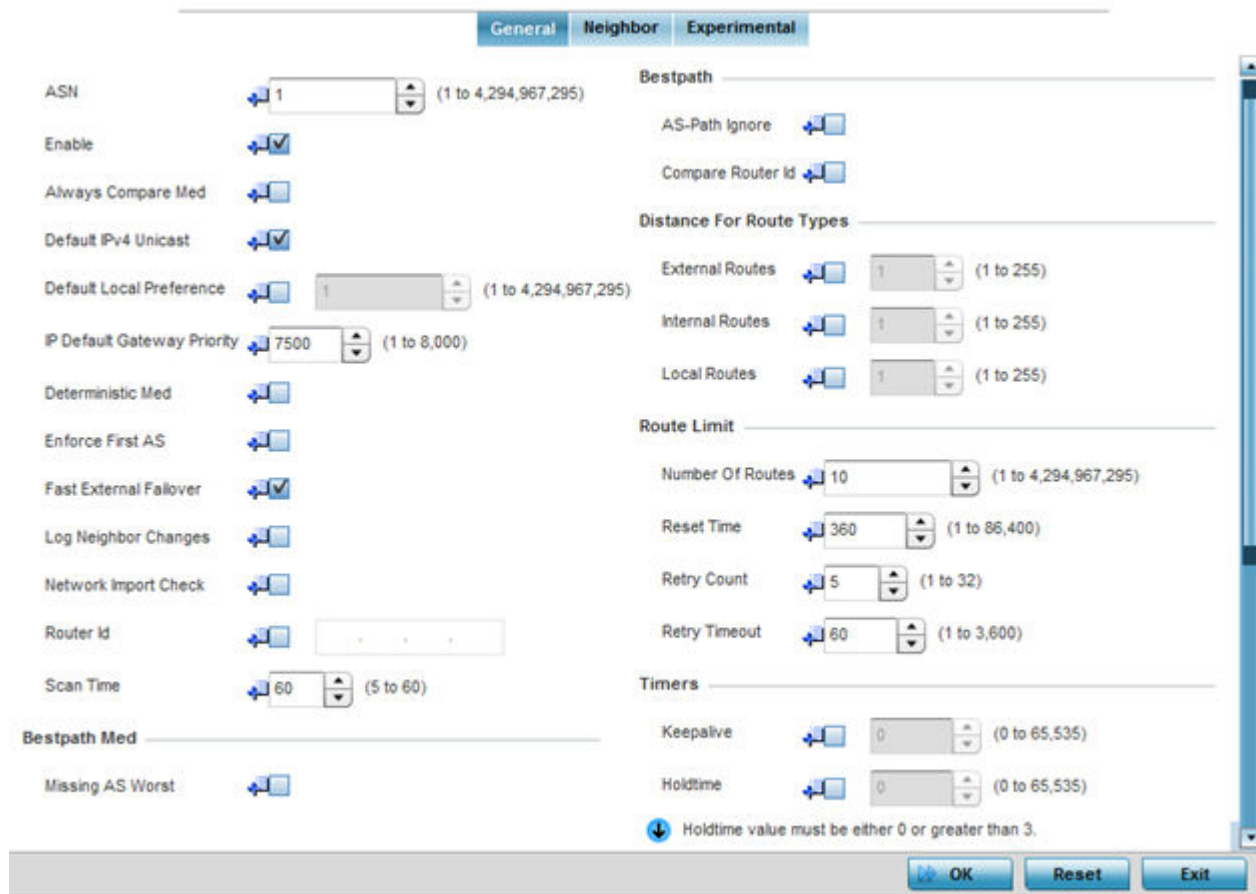 General Neighbor Experimental
ASN 1 (1 to 4,294,967,295)
Enable
Always Compare Med
Default IPv4 Unicast
Default Local Preference 1 (1 to 4,294,967,295)
IP Default Gateway Priority 7500 (1 to 8,000)
Deterministic Med
Enforce First AS
Fast External Failover
Log Neighbor Changes
Network Import Check
Router Id . . .
Scan Time 60 (5 to 60)
Bestpath Med
Missing AS Worst
Bestpath
AS-Path Ignore
Compare Router Id
Distance For Route Types
External Routes 1 (1 to 255)
Internal Routes 1 (1 to 255)
Local Routes 1 (1 to 255)
Route Limit
Number Of Routes 10 (1 to 4,294,967,295)
Reset Time 360 (1 to 86,400)
Retry Count 5 (1 to 32)
Retry Timeout 60 (1 to 3,600)
Timers
Keepalive 0 (0 to 65,535)
Holdtime 0 (0 to 65,535)
Holdtime value must be either 0 or greater than 3.
OK Reset Exit